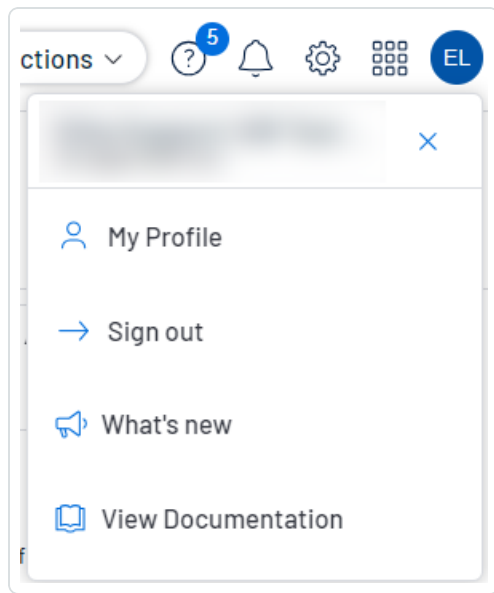 ctions
5
EL
My Profile
Sign out
What's new
View Documentation
f